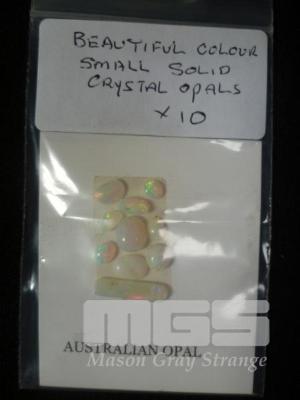 BEAUTIFUL COLOUR
SMALL SOLID
CRYSTAL OPALS
x 10
MGS
AUSTRALIAN OPAL
Mason Gray Strange